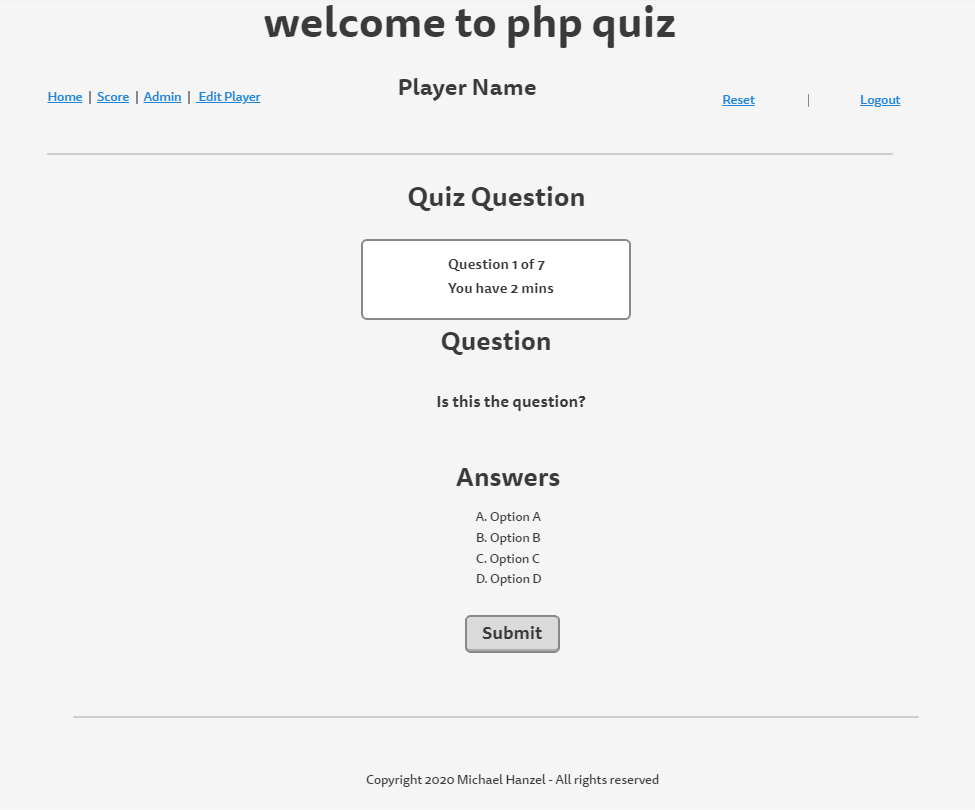 welcome to php quiz
Home | Score | Admin | Edit Player
Player Name
Reset | Logout
Quiz Question
Question 1 of 7
You have 2 mins
Question
Is this the question?
Answers
A. Option A
B. Option B
C. Option C
D. Option D
Submit
Copyright 2020 Michael Hanzel - All rights reserved